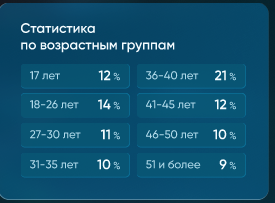 Статистика
по возрастным группам
17 лет 12 %
36-40 лет 21 %
18-26 лет 14 %
41-45 лет 12 %
27-30 лет 11 %
46-50 лет 10 %
31-35 лет 10 %
51 и более 9 %